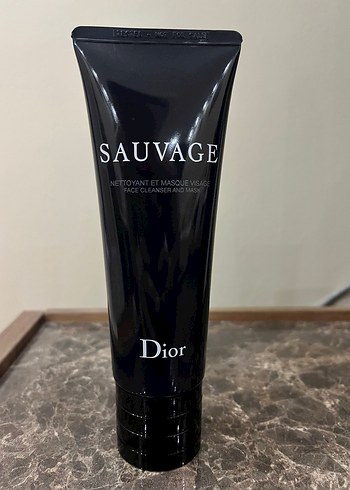 SAUVAGE
NETTOYANT ET MASQUE VISAGE
FACE CLEANSER AND MASK
Dior